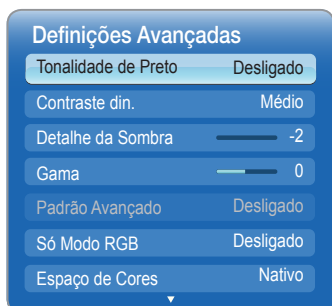 Definições Avançadas
Tonalidade de Preto Desligado
Contraste din. Médio
Detalhe da Sombra -2
Gama 0
Padrão Avançado Desligado
Só Modo RGB Desligado
Espaço de Cores Nativo